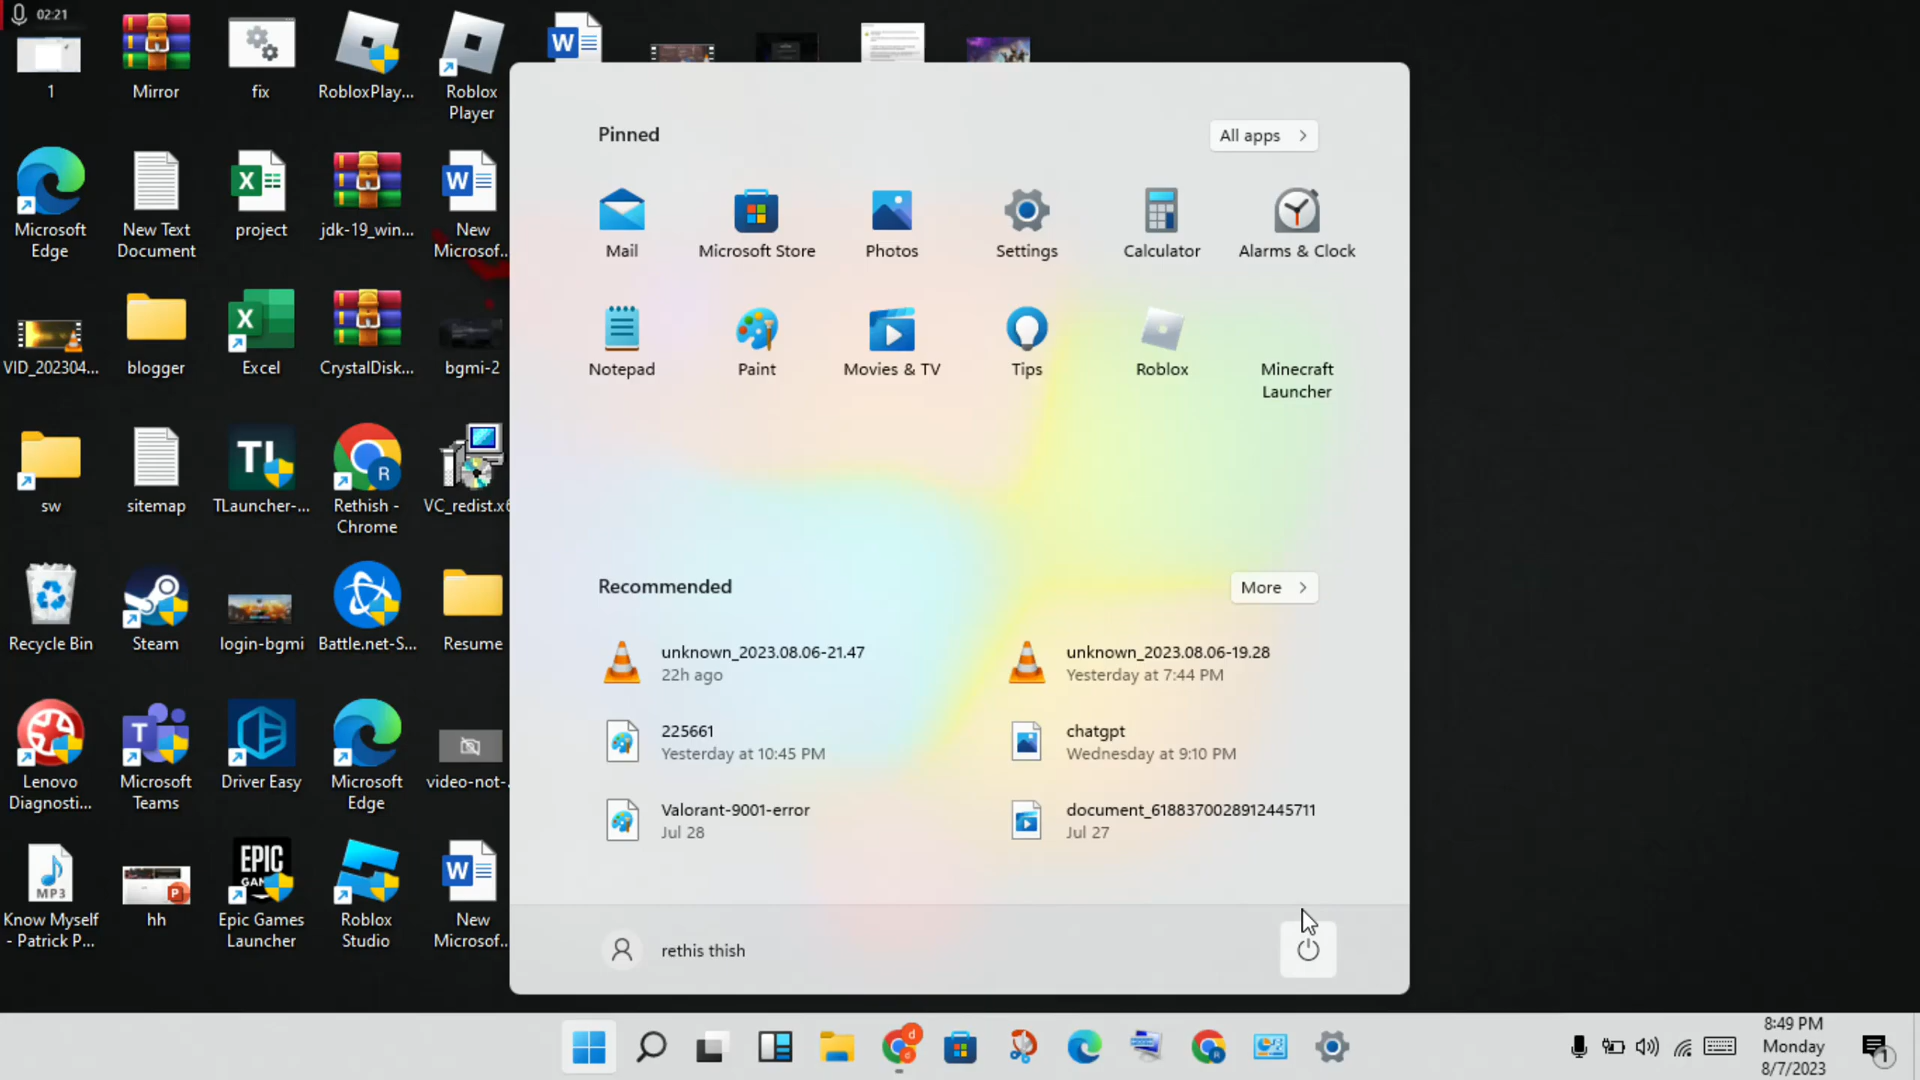 02:21
1
Mirror
fix
RobloxPlay...
Roblox
Player
Microsoft
Edge
New Text
Document
project
jdk-19_win...
New
Microsof...
VID_202304...
blogger
Excel
CrystalDisk...
bgmi-2
sw
sitemap
TLauncher-...
Rethish -
Chrome
VC_redist.x6
Recycle Bin
Steam
login-bgmi
Battle.net-S...
Resume
Lenovo
Diagnosti...
Microsoft
Teams
Driver Easy
Microsoft
Edge
video-not-...
MP3
Know Myself
- Patrick P...
hh
EPIC
Epic Games
Launcher
Roblox
Studio
New
Microsof...
Pinned
All apps
Mail
Microsoft Store
Photos
Settings
Calculator
Alarms & Clock
Notepad
Paint
Movies & TV
Tips
Roblox
Minecraft
Launcher
Recommended
More
unknown_2023.08.06-21.47
22h ago
unknown_2023.08.06-19.28
Yesterday at 7:44 PM
225661
Yesterday at 10:45 PM
chatgpt
Wednesday at 9:10 PM
Valorant-9001-error
Jul 28
document_6188370028912445711
Jul 27
rethis thish
8:49 PM
Monday
8/7/2023
1